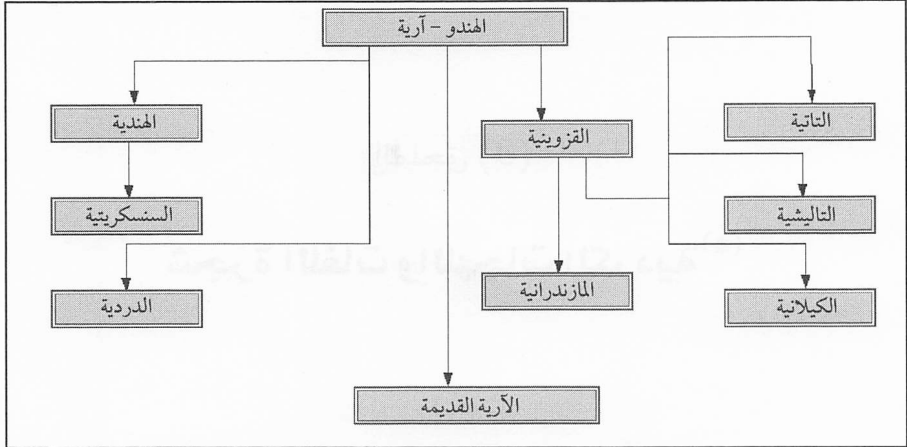 الهندو – آرية
التاتية
القزوينية
الهندية
التاليشية
السنسكريتية
الكيلانية
المازندرانية
الدردية
الآرية القديمة